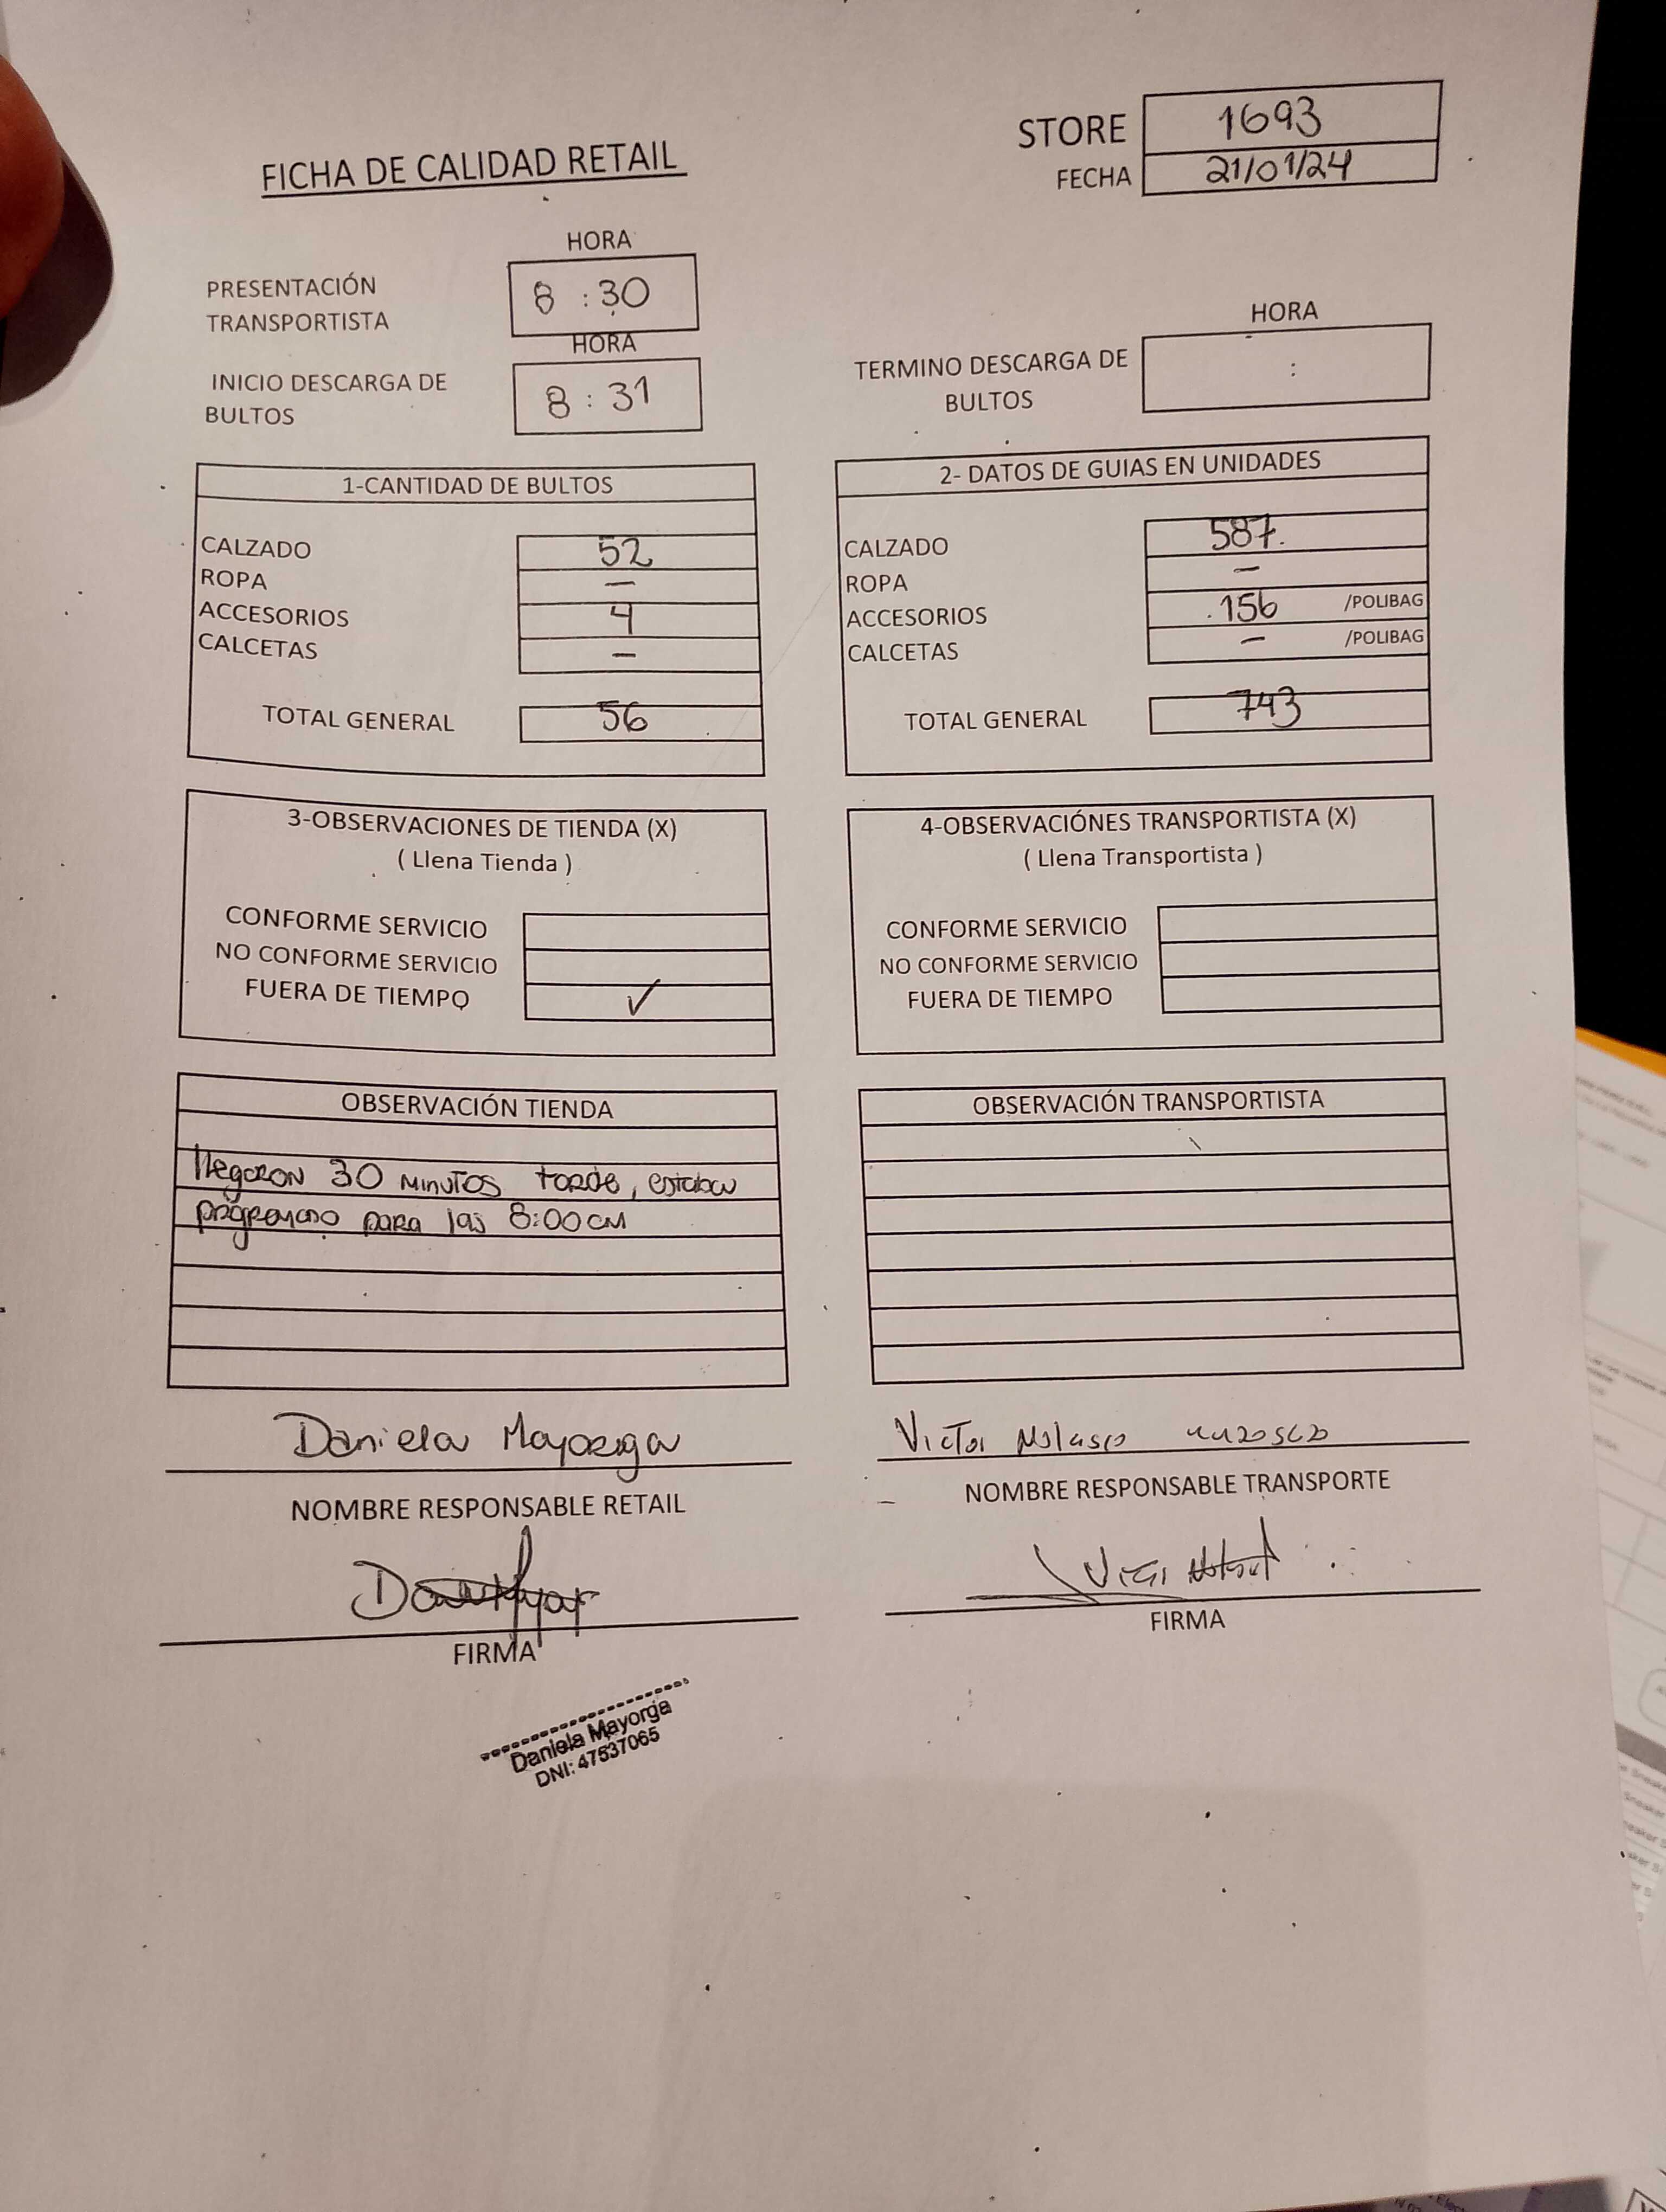 STORE 1693
FICHA DE CALIDAD RETAIL
FECHA 21/01/24
HORA
PRESENTACIÓN TRANSPORTISTA 8 : 30
HORA
INICIO DESCARGA DE BULTOS 8 : 31
HORA
TERMINO DESCARGA DE BULTOS :
1-CANTIDAD DE BULTOS
CALZADO 52
ROPA —
ACCESORIOS 4
CALCETAS —
TOTAL GENERAL 56
2- DATOS DE GUIAS EN UNIDADES
CALZADO 587.
ROPA —
ACCESORIOS 156 /POLIBAG
CALCETAS — /POLIBAG
TOTAL GENERAL 743
3-OBSERVACIONES DE TIENDA (X)
( Llena Tienda )
CONFORME SERVICIO
NO CONFORME SERVICIO
FUERA DE TIEMPO ✓
4-OBSERVACIÓNES TRANSPORTISTA (X)
( Llena Transportista )
CONFORME SERVICIO
NO CONFORME SERVICIO
FUERA DE TIEMPO
OBSERVACIÓN TIENDA
llegaron 30 minutos tarde, estaba
programado para las 8:00am
OBSERVACIÓN TRANSPORTISTA
Daniela Mayorga
NOMBRE RESPONSABLE RETAIL
FIRMA
Daniela Mayorga
DNI: 47537065
Victor Nolasco
NOMBRE RESPONSABLE TRANSPORTE
FIRMA